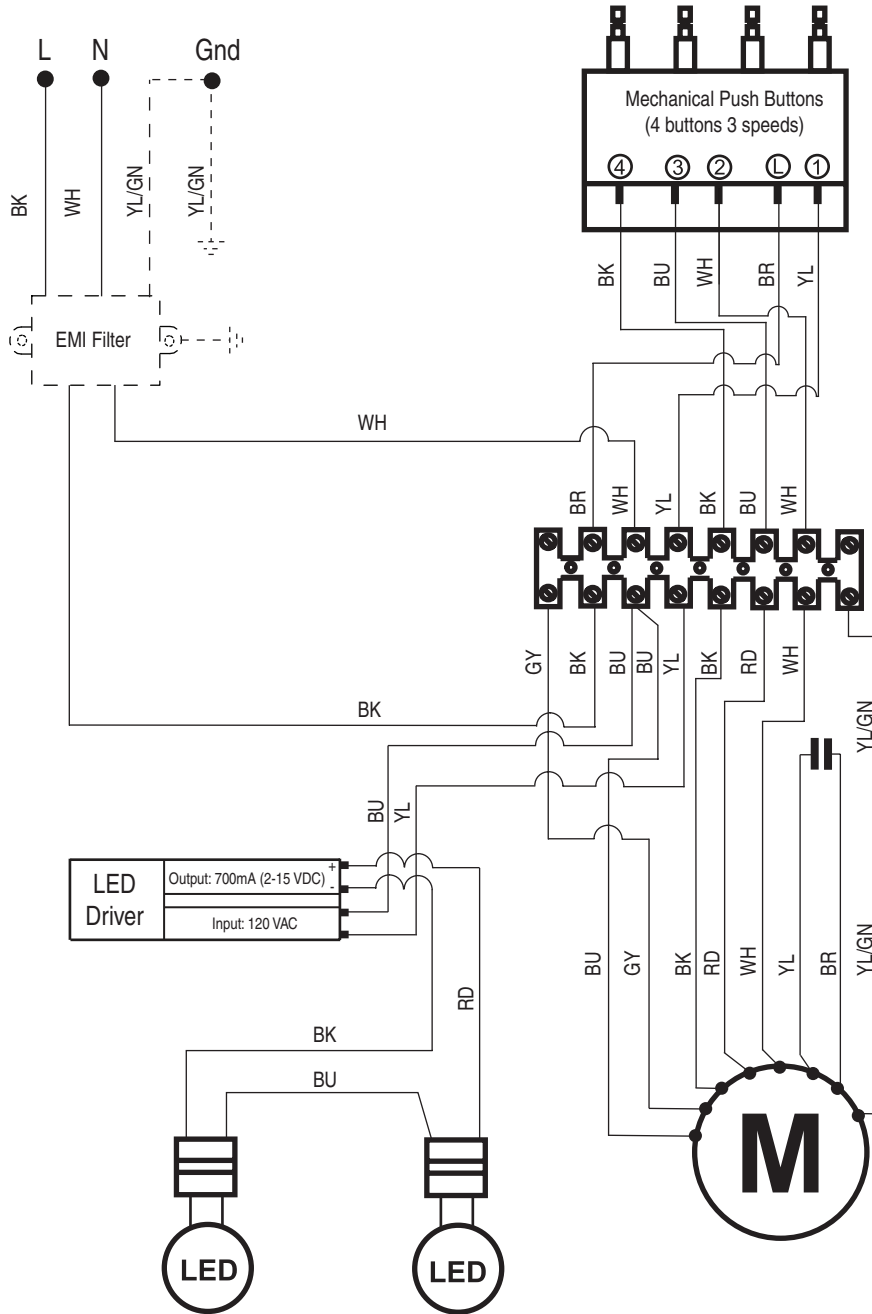 L N Gnd
Mechanical Push Buttons
(4 buttons 3 speeds)
4 3 2 L 1
BK WH YL/GN YL/GN
BK BU WH BR YL
EMI Filter
WH
BR WH YL BK BU WH
GY BK BU BU YL BK RD WH
BK
YL/GN
BU YL
LED
Driver
Output: 700mA (2-15 VDC)
+
-
Input: 120 VAC
BU GY BK RD WH YL BR YL/GN
RD
BK
BU
M
LED LED